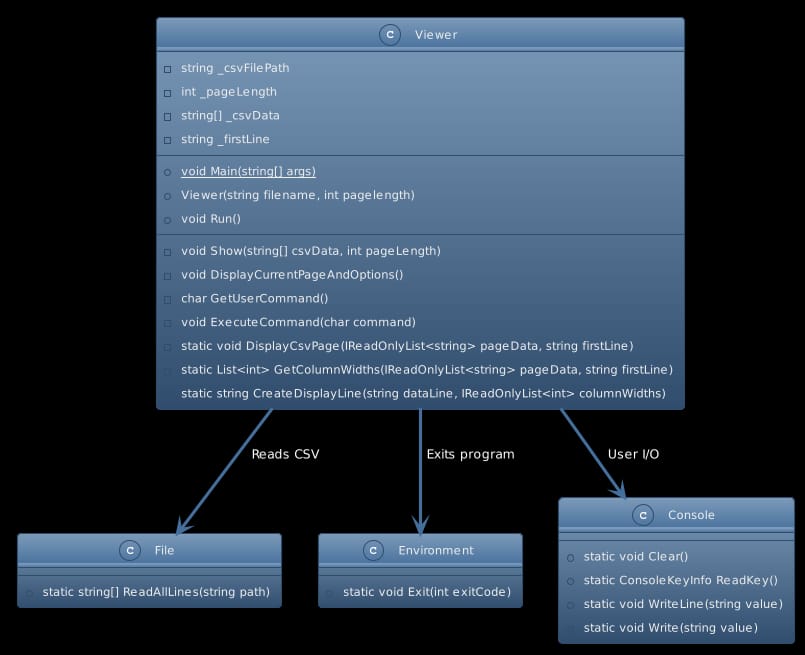 C Viewer
string _csvFilePath
int _pageLength
string[] _csvData
string _firstLine
void Main(string[] args)
Viewer(string filename, int pagelength)
void Run()
void Show(string[] csvData, int pageLength)
void DisplayCurrentPageAndOptions()
char GetUserCommand()
void ExecuteCommand(char command)
static void DisplayCsvPage(IReadOnlyList<string> pageData, string firstLine)
static List<int> GetColumnWidths(IReadOnlyList<string> pageData, string firstLine)
static string CreateDisplayLine(string dataLine, IReadOnlyList<int> columnWidths)
Reads CSV
Exits program
User I/O
C File
static string[] ReadAllLines(string path)
C Environment
static void Exit(int exitCode)
C Console
static void Clear()
static ConsoleKeyInfo ReadKey()
static void WriteLine(string value)
static void Write(string value)